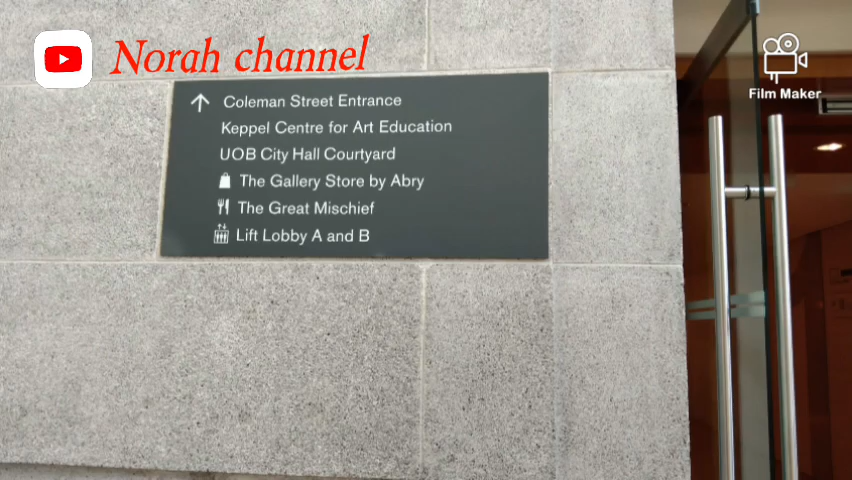 Norah channel
Film Maker
Coleman Street Entrance
Keppel Centre for Art Education
UOB City Hall Courtyard
The Gallery Store by Abry
The Great Mischief
Lift Lobby A and B